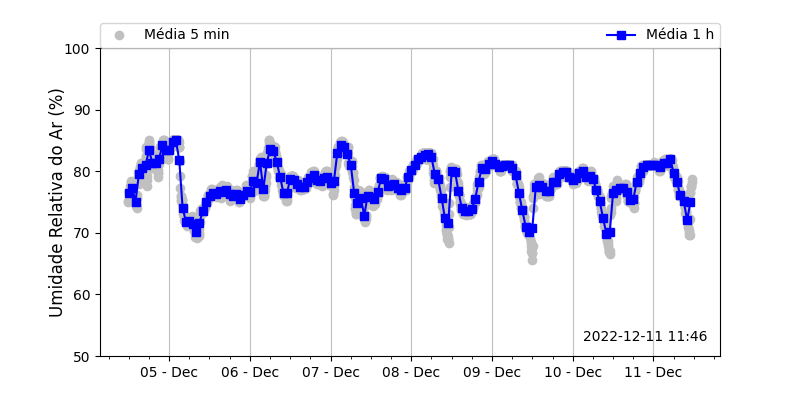 Média 5 min
Média 1 h
Umidade Relativa do Ar (%)
100
90
80
70
60
50
2022-12-11 11:46
05 - Dec
06 - Dec
07 - Dec
08 - Dec
09 - Dec
10 - Dec
11 - Dec